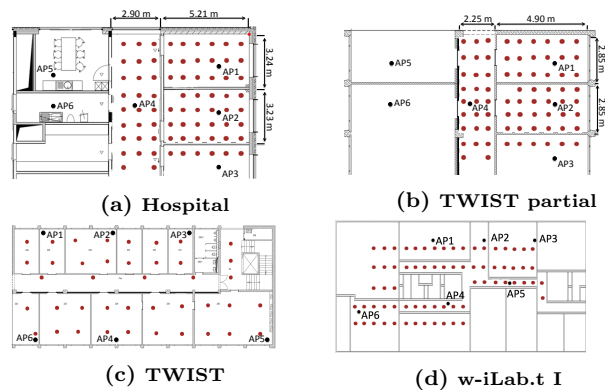 2.90 m
5.21 m
3.24 m
3.23 m
AP5
AP6
AP4
AP1
AP2
AP3
(a) Hospital
2.25 m
4.90 m
2.85 m
2.85 m
AP5
AP6
AP4
AP1
AP2
AP3
(b) TWIST partial
AP1
AP2
AP3
AP6
AP4
AP5
(c) TWIST
AP1
AP2
AP3
AP4
AP5
AP6
(d) w-iLab.t I